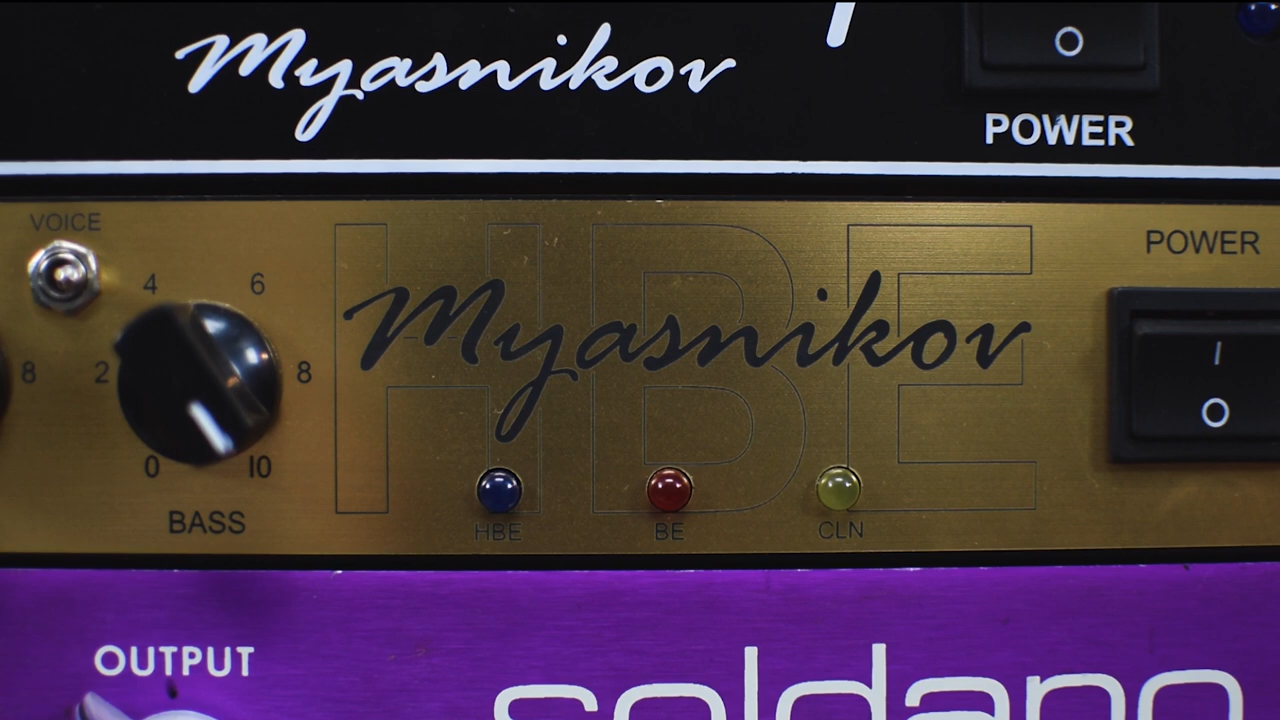 Myasnikov
O
POWER
VOICE
POWER
4 6
HBE
Myasnikov
8 2 8
I
O
0 10
BASS
HBE BE CLN
OUTPUT
soldano